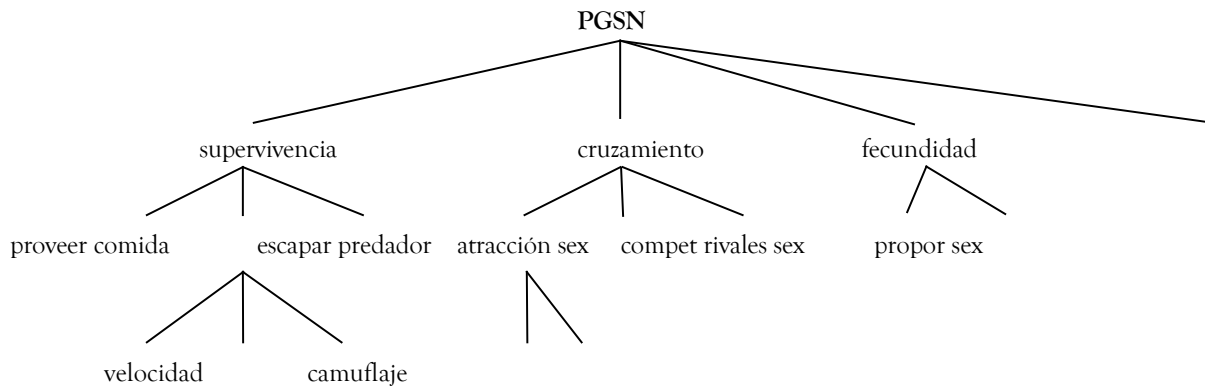 PGSN
supervivencia cruzamiento fecundidad
proveer comida escapar predador atracción sex compet rivales sex propor sex
velocidad camuflaje